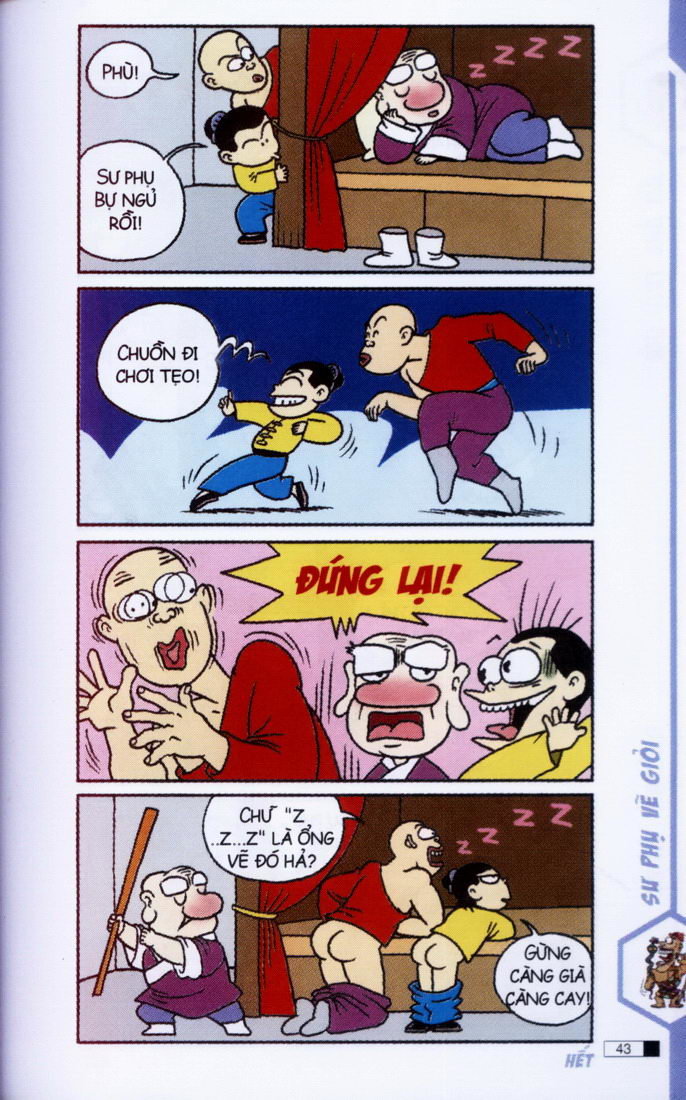 PHÙ!
Z Z Z Z
SƯ PHỤ
BỰ NGỦ
RỒI!
CHUỒN ĐI
CHƠI TẸO!
ĐỨNG LẠI!
CHỮ "Z
..Z...Z" LÀ ỔNG
VẼ ĐÓ HẢ?
Z Z Z Z
GỪNG
CÀNG GIÀ
CÀNG CAY!
SƯ PHỤ VẼ GIỎI
HẾT
43